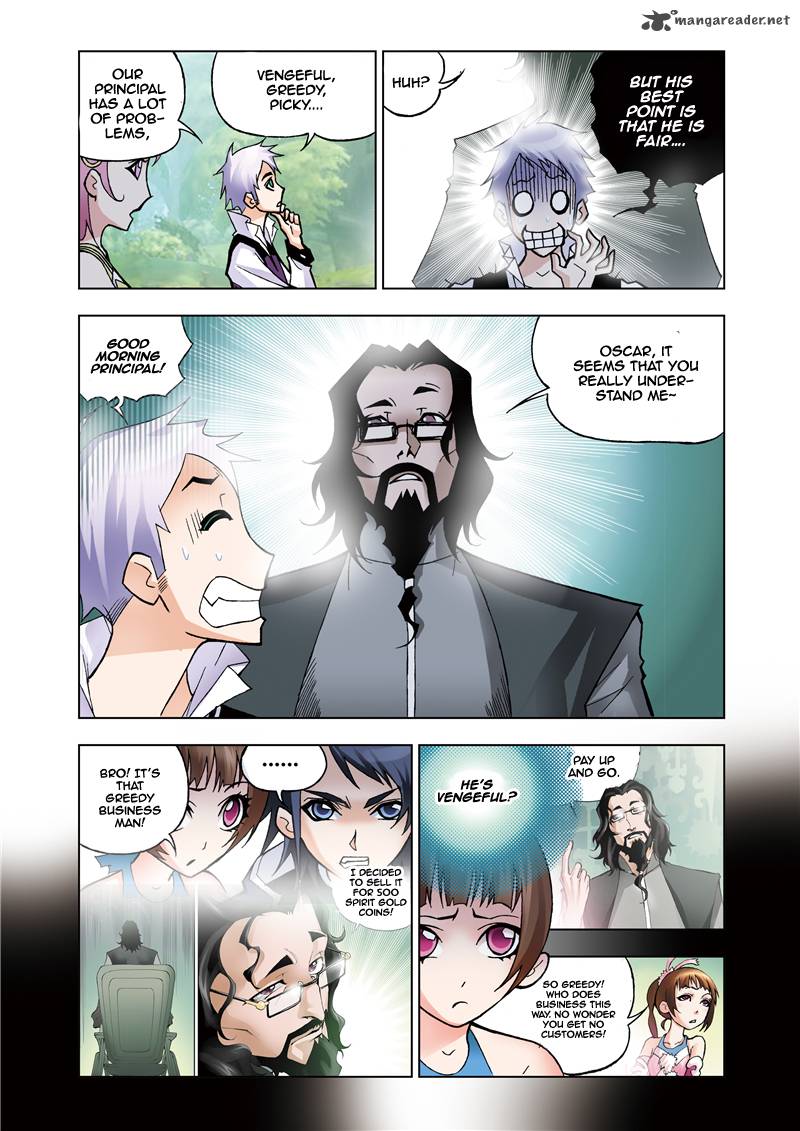 mangareader.net
OUR
PRINCIPAL
HAS A LOT
OF PROB-
LEMS,
VENGEFUL,
GREEDY,
PICKY....
HUH?
BUT HIS
BEST
POINT IS
THAT HE IS
FAIR....
GOOD
MORNING
PRINCIPAL!
OSCAR, IT
SEEMS THAT YOU
REALLY UNDER-
STAND ME~
BRO! IT'S
THAT
GREEDY
BUSINESS
MAN!
......
I DECIDED
TO SELL IT
FOR 500
SPIRIT GOLD
COINS!
HE'S
VENGEFUL?
PAY UP
AND GO.
SO GREEDY!
WHO DOES
BUSINESS THIS
WAY. NO WONDER
YOU GET NO
CUSTOMERS!